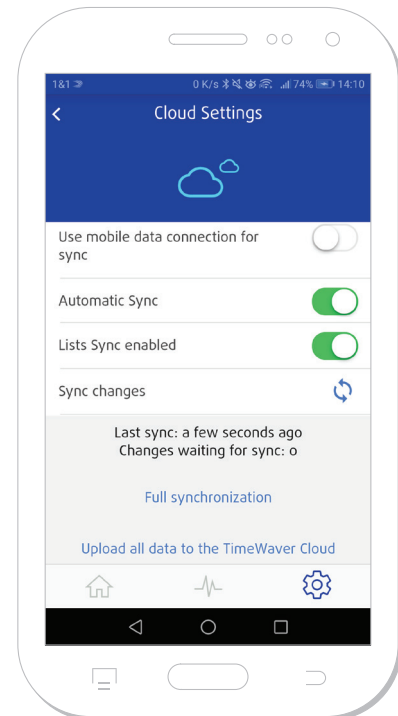 1&1
0 K/s 74% 14:10
Cloud Settings
Use mobile data connection for
sync
Automatic Sync
Lists Sync enabled
Sync changes
Last sync: a few seconds ago
Changes waiting for sync: 0
Full synchronization
Upload all data to the TimeWaver Cloud